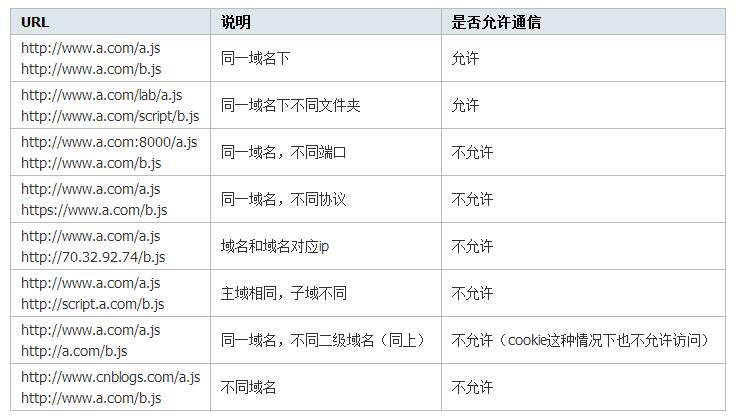 URL 说明 是否允许通信
http://www.a.com/a.js
http://www.a.com/b.js
同一域名下 允许
http://www.a.com/lab/a.js
http://www.a.com/script/b.js
同一域名下不同文件夹 允许
http://www.a.com:8000/a.js
http://www.a.com/b.js
同一域名，不同端口 不允许
http://www.a.com/a.js
https://www.a.com/b.js
同一域名，不同协议 不允许
http://www.a.com/a.js
http://70.32.92.74/b.js
域名和域名对应ip 不允许
http://www.a.com/a.js
http://script.a.com/b.js
主域相同，子域不同 不允许
http://www.a.com/a.js
http://a.com/b.js
同一域名，不同二级域名（同上） 不允许（cookie这种情况下也不允许访问）
http://www.cnblogs.com/a.js
http://www.a.com/b.js
不同域名 不允许